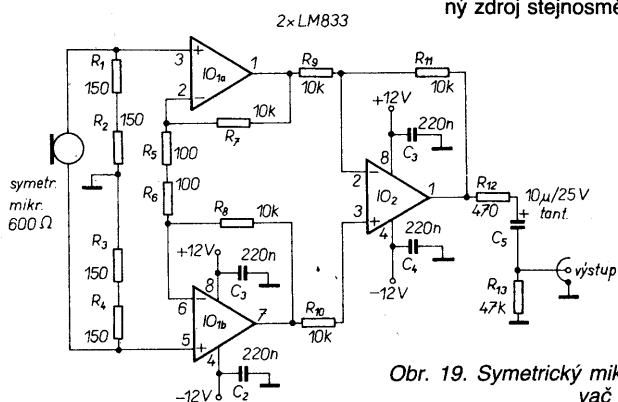 ný zdroj stejnosmě
2×LM833
R1
150
R2
150
R3
150
R4
150
symetr.
mikr.
600 Ω
3
2
IO1a
1
R7
10k
R5
100
R6
100
R8
10k
+12V
220n
C3
8
6
5
IO1b
7
4
220n
C2
-12V
R9
10k
R10
10k
R11
10k
+12V
220n
C3
8
2
3
IO2
1
4
220n
C4
-12V
R12
470
10µ/25V
tant.
+
C5
R13
47k
výstup
Obr. 19. Symetrický mik
vač